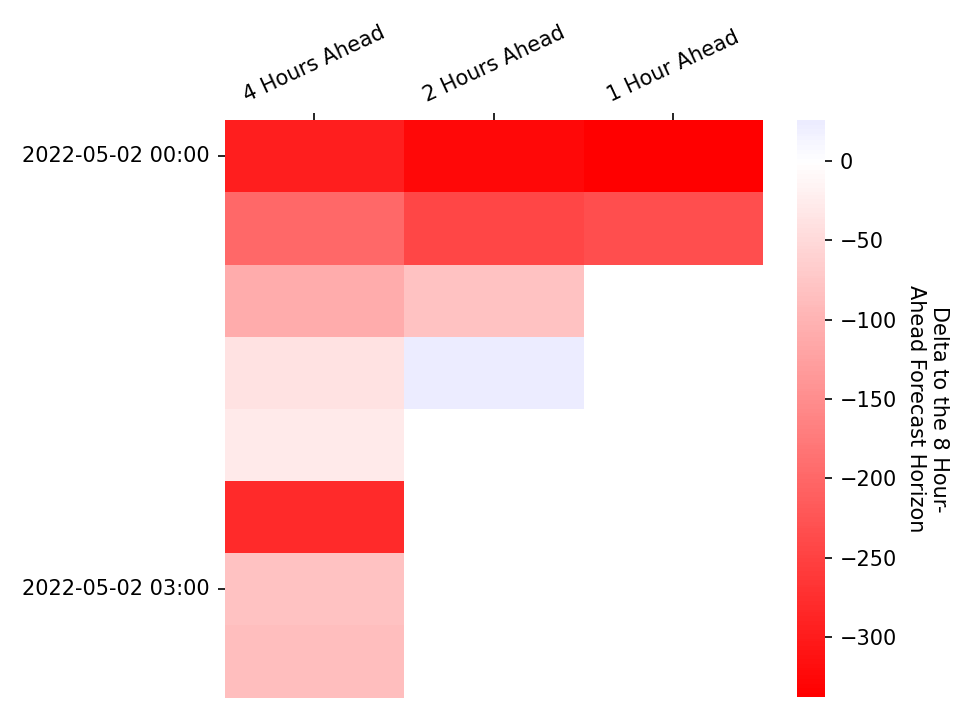 4 Hours Ahead
2 Hours Ahead
1 Hour Ahead
2022-05-02 00:00
2022-05-02 03:00
0
−50
−100
−150
−200
−250
−300
Delta to the 8 Hour-
Ahead Forecast Horizon